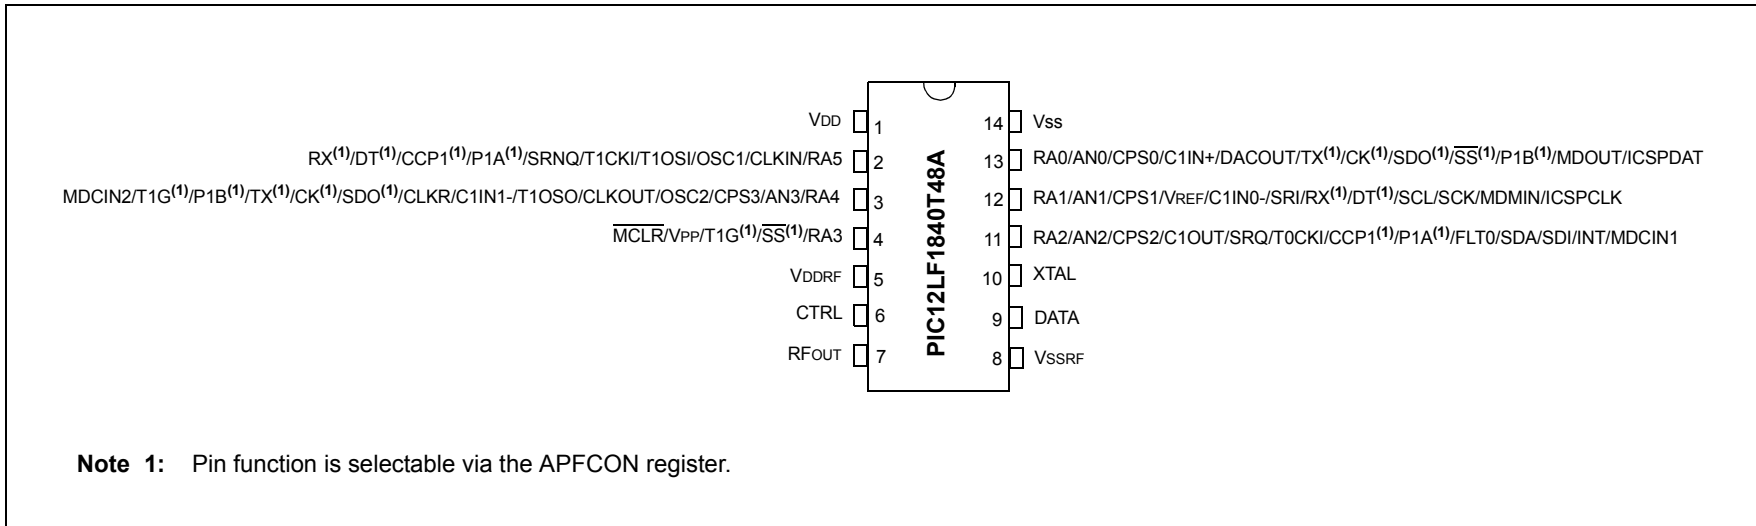 VDD 1 14 Vss
RX(1)/DT(1)/CCP1(1)/P1A(1)/SRNQ/T1CKI/T1OSI/OSC1/CLKIN/RA5 2 13 RA0/AN0/CPS0/C1IN+/DACOUT/TX(1)/CK(1)/SDO(1)/SS(1)/P1B(1)/MDOUT/ICSPDAT
MDCIN2/T1G(1)/P1B(1)/TX(1)/CK(1)/SDO(1)/CLKR/C1IN1-/T1OSO/CLKOUT/OSC2/CPS3/AN3/RA4 3 12 RA1/AN1/CPS1/VREF/C1IN0-/SRI/RX(1)/DT(1)/SCL/SCK/MDMIN/ICSPCLK
MCLR/VPP/T1G(1)/SS(1)/RA3 4 11 RA2/AN2/CPS2/C1OUT/SRQ/T0CKI/CCP1(1)/P1A(1)/FLT0/SDA/SDI/INT/MDCIN1
VDDRF 5 10 XTAL
CTRL 6 9 DATA
RFOUT 7 8 VSSRF
PIC12LF1840T48A
Note 1: Pin function is selectable via the APFCON register.